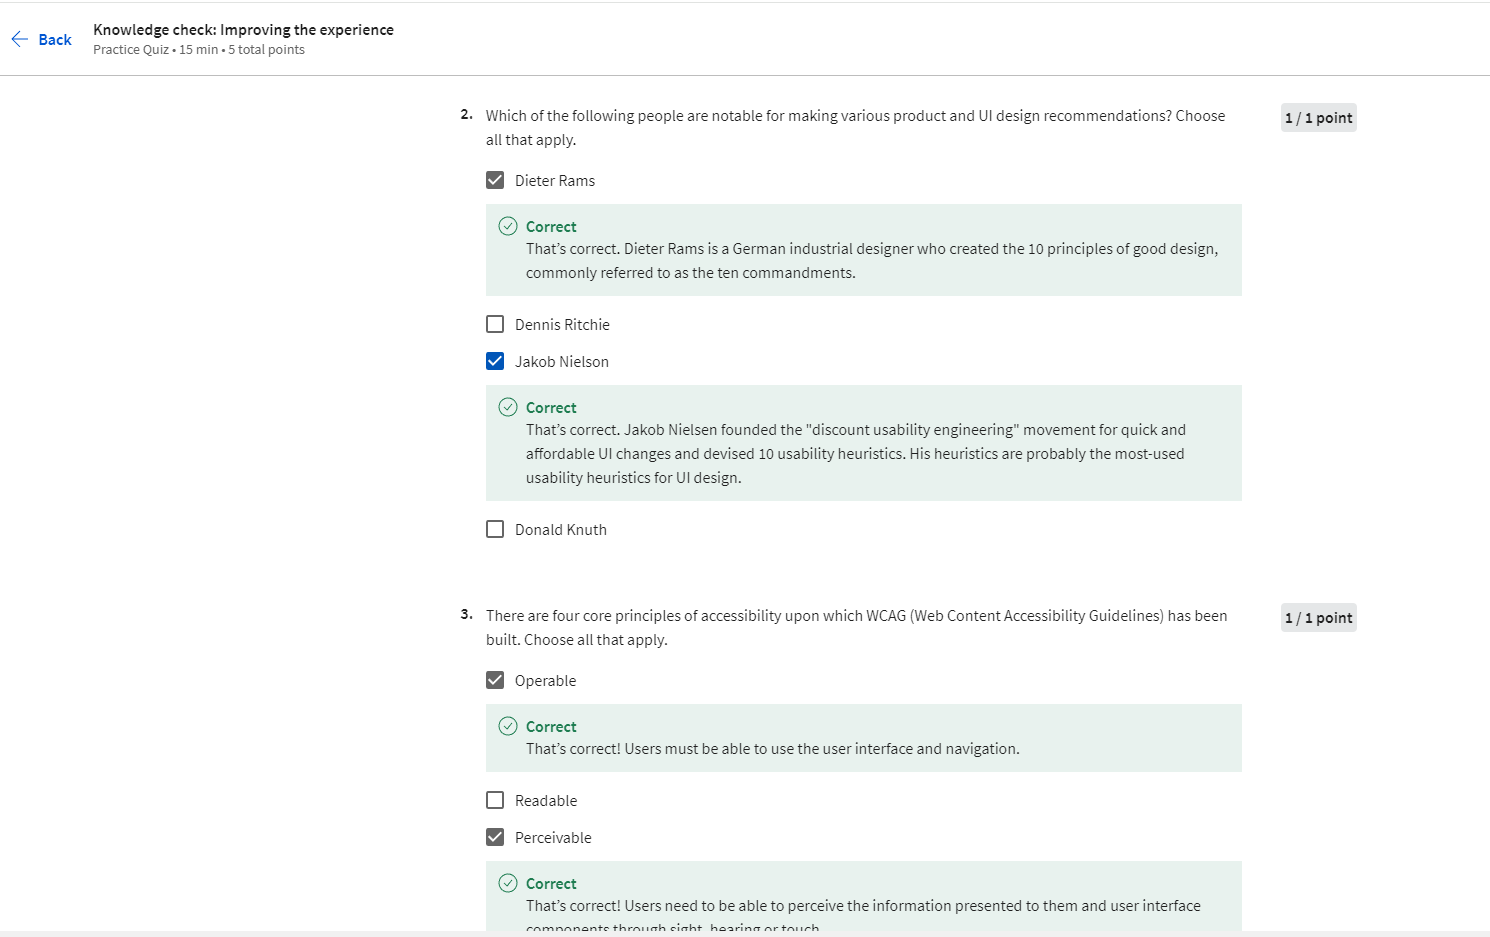 Back
Knowledge check: Improving the experience
Practice Quiz • 15 min • 5 total points
2. Which of the following people are notable for making various product and UI design recommendations? Choose
all that apply.
1 / 1 point
Dieter Rams
Correct
That’s correct. Dieter Rams is a German industrial designer who created the 10 principles of good design,
commonly referred to as the ten commandments.
Dennis Ritchie
Jakob Nielson
Correct
That’s correct. Jakob Nielsen founded the "discount usability engineering" movement for quick and
affordable UI changes and devised 10 usability heuristics. His heuristics are probably the most-used
usability heuristics for UI design.
Donald Knuth
3. There are four core principles of accessibility upon which WCAG (Web Content Accessibility Guidelines) has been
built. Choose all that apply.
1 / 1 point
Operable
Correct
That’s correct! Users must be able to use the user interface and navigation.
Readable
Perceivable
Correct
That’s correct! Users need to be able to perceive the information presented to them and user interface
components through sight, hearing or touch.